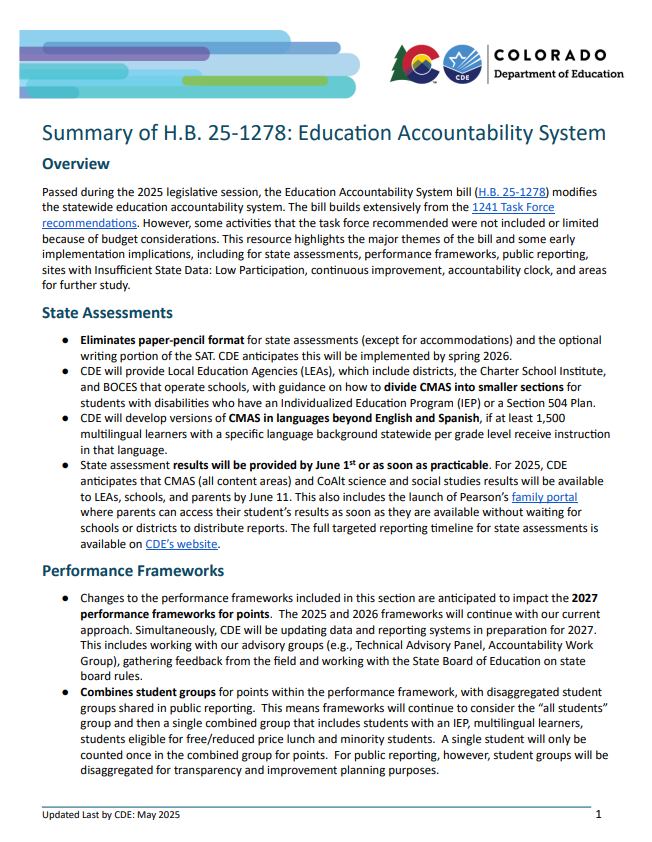 COLORADO
CDE
Department of Education
Summary of H.B. 25-1278: Education Accountability System
Overview
Passed during the 2025 legislative session, the Education Accountability System bill (H.B. 25-1278) modifies
the statewide education accountability system. The bill builds extensively from the 1241 Task Force
recommendations. However, some activities that the task force recommended were not included or limited
because of budget considerations. This resource highlights the major themes of the bill and some early
implementation implications, including for state assessments, performance frameworks, public reporting,
sites with Insufficient State Data: Low Participation, continuous improvement, accountability clock, and areas
for further study.
State Assessments
● Eliminates paper-pencil format for state assessments (except for accommodations) and the optional
writing portion of the SAT. CDE anticipates this will be implemented by spring 2026.
● CDE will provide Local Education Agencies (LEAs), which include districts, the Charter School Institute,
and BOCES that operate schools, with guidance on how to divide CMAS into smaller sections for
students with disabilities who have an Individualized Education Program (IEP) or a Section 504 Plan.
● CDE will develop versions of CMAS in languages beyond English and Spanish, if at least 1,500
multilingual learners with a specific language background statewide per grade level receive instruction
in that language.
● State assessment results will be provided by June 1st or as soon as practicable. For 2025, CDE
anticipates that CMAS (all content areas) and CoAlt science and social studies results will be available
to LEAs, schools, and parents by June 11. This also includes the launch of Pearson's family portal
where parents can access their student's results as soon as they are available without waiting for
schools or districts to distribute reports. The full targeted reporting timeline for state assessments is
available on CDE's website.
Performance Frameworks
● Changes to the performance frameworks included in this section are anticipated to impact the 2027
performance frameworks for points. The 2025 and 2026 frameworks will continue with our current
approach. Simultaneously, CDE will be updating data and reporting systems in preparation for 2027.
This includes working with our advisory groups (e.g., Technical Advisory Panel, Accountability Work
Group), gathering feedback from the field and working with the State Board of Education on state
board rules.
● Combines student groups for points within the performance framework, with disaggregated student
groups shared in public reporting. This means frameworks will continue to consider the "all students"
group and then a single combined group that includes students with an IEP, multilingual learners,
students eligible for free/reduced price lunch and minority students. A single student will only be
counted once in the combined group for points. For public reporting, however, student groups will be
disaggregated for transparency and improvement planning purposes.
Updated Last by CDE: May 2025
1